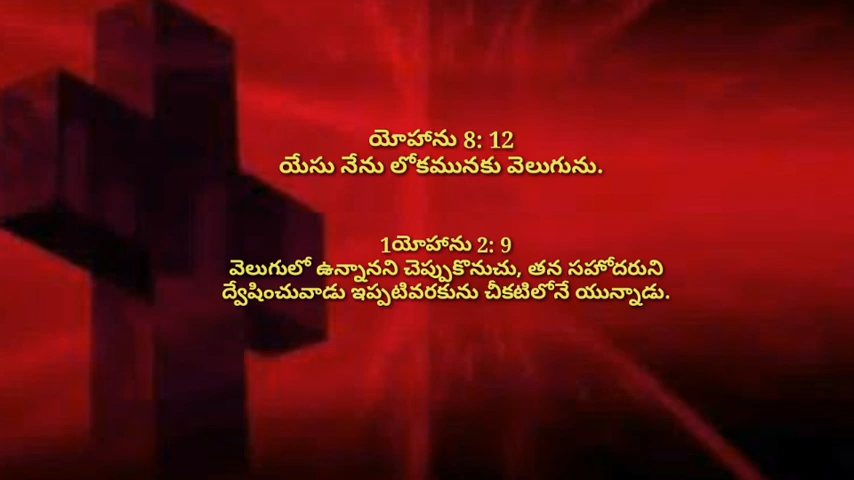 యోహాను 8: 12
యేసు నేను లోకమునకు వెలుగును.
1యోహాను 2: 9
వెలుగులో ఉన్నానని చెప్పుకొనుచు, తన సహోదరుని
ద్వేషించువాడు ఇప్పటివరకును చీకటిలోనే యున్నాడు.